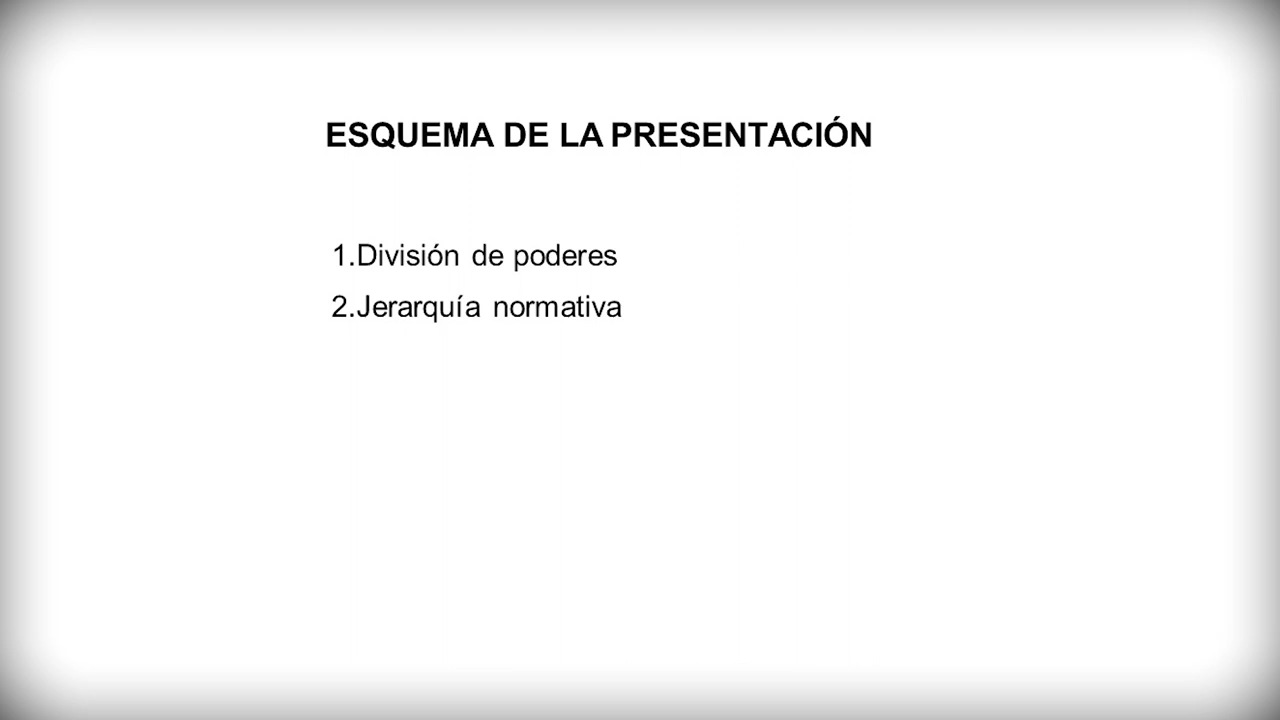 ESQUEMA DE LA PRESENTACIÓN
1.División de poderes
2.Jerarquía normativa